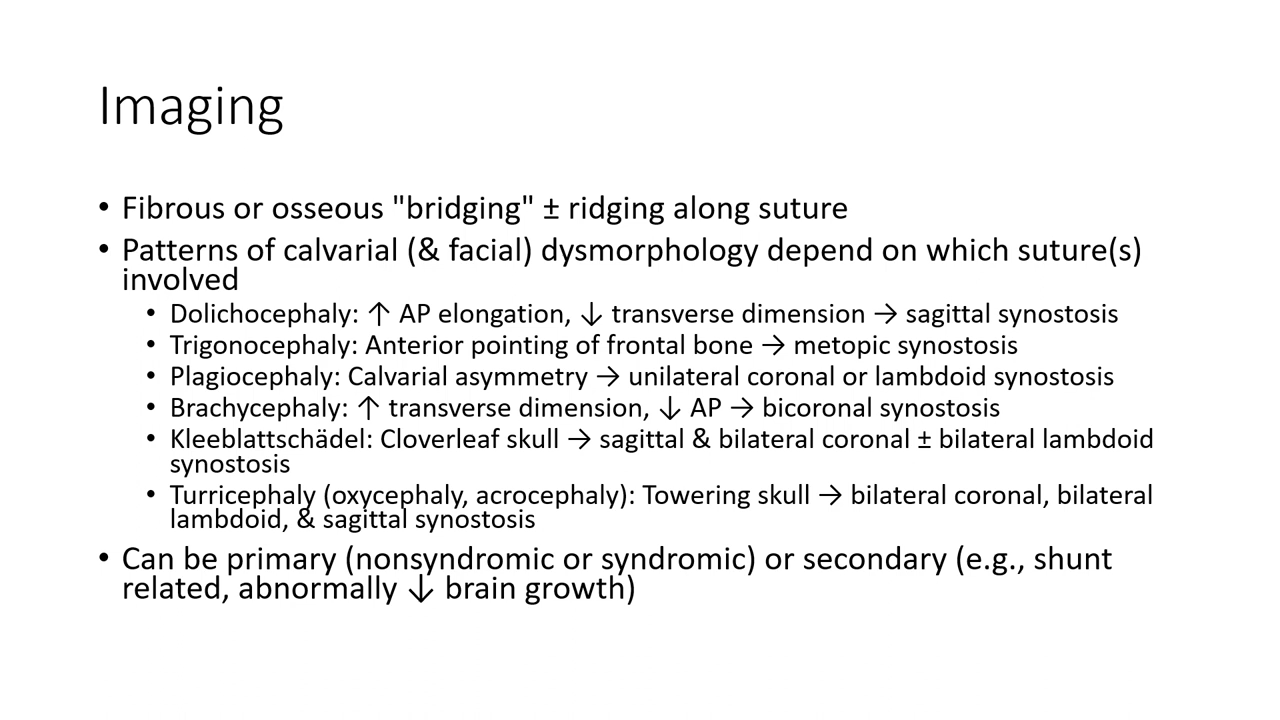 Imaging
• Fibrous or osseous "bridging" ± ridging along suture
• Patterns of calvarial (& facial) dysmorphology depend on which suture(s)
involved
• Dolichocephaly: ↑ AP elongation, ↓ transverse dimension → sagittal synostosis
• Trigonocephaly: Anterior pointing of frontal bone → metopic synostosis
• Plagiocephaly: Calvarial asymmetry → unilateral coronal or lambdoid synostosis
• Brachycephaly: ↑ transverse dimension, ↓ AP → bicoronal synostosis
• Kleeblattschädel: Cloverleaf skull → sagittal & bilateral coronal ± bilateral lambdoid
synostosis
• Turricephaly (oxycephaly, acrocephaly): Towering skull → bilateral coronal, bilateral
lambdoid, & sagittal synostosis
• Can be primary (nonsyndromic or syndromic) or secondary (e.g., shunt
related, abnormally ↓ brain growth)